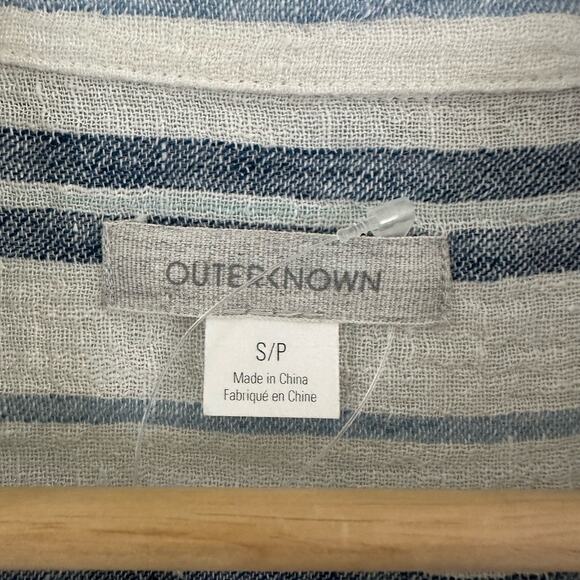 OUTERKNOWN
S/P
Made in China
Fabriqué en Chine